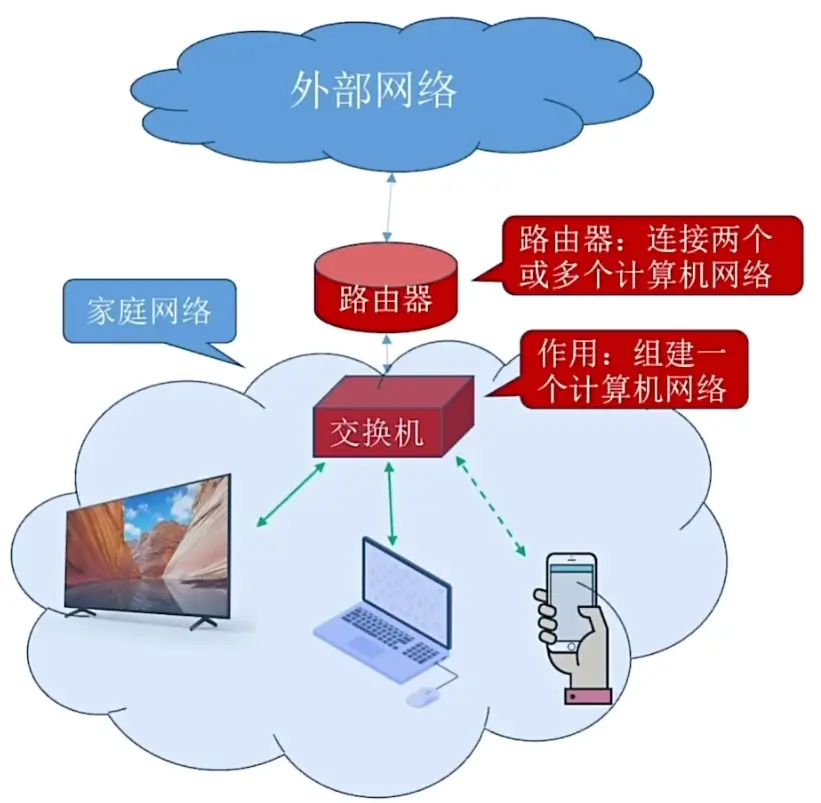 外部网络
路由器：连接两个
或多个计算机网络
路由器
家庭网络
作用：组建一
个计算机网络
交换机